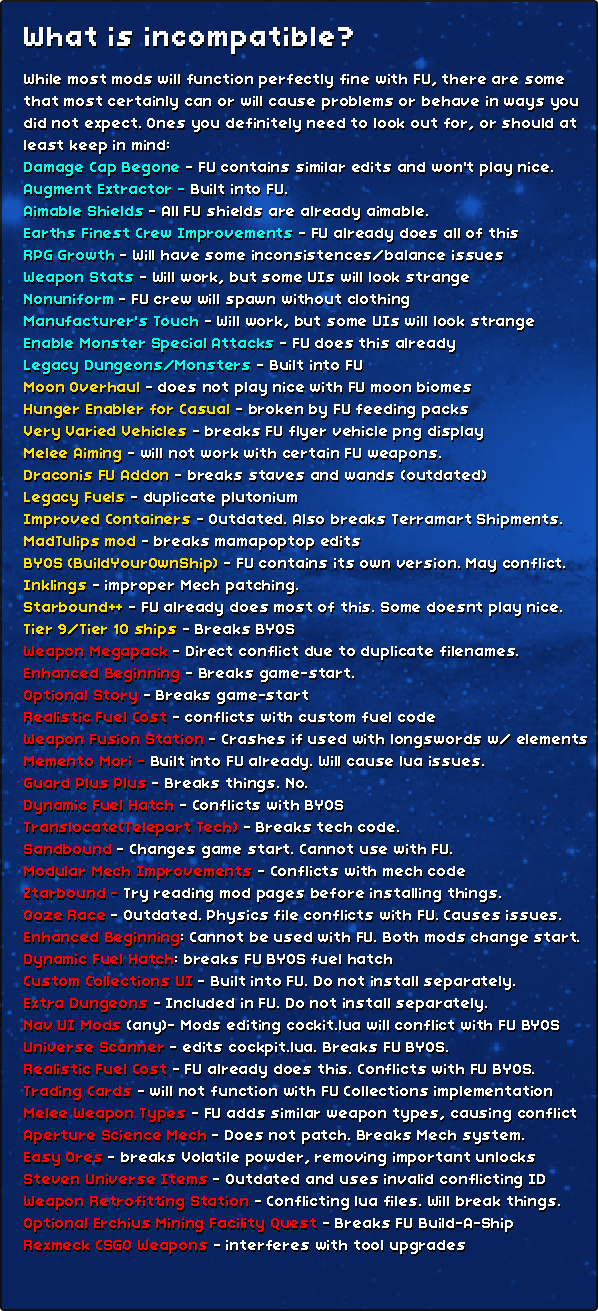 What is incompatible?
While most mods will function perfectly fine with FU, there are some
that most certainly can or will cause problems or behave in ways you
did not expect. Ones you definitely need to look out for, or should at
least keep in mind:
Damage Cap Begone - FU contains similar edits and won't play nice.
Augment Extractor - Built into FU.
Aimable Shields - All FU shields are already aimable.
Earths Finest Crew Improvements - FU already does all of this
RPG Growth - Will have some inconsistences/balance issues
Weapon Stats - Will work, but some UIs will look strange
Nonuniform - FU crew will spawn without clothing
Manufacturer's Touch - Will work, but some UIs will look strange
Enable Monster Special Attacks - FU does this already
Legacy Dungeons/Monsters - Built into FU
Moon Overhaul - does not play nice with FU moon biomes
Hunger Enabler for Casual - broken by FU feeding packs
Very Varied Vehicles - breaks FU flyer vehicle png display
Melee Aiming - will not work with certain FU weapons.
Draconis FU Addon - breaks staves and wands (outdated)
Legacy Fuels - duplicate plutonium
Improved Containers - Outdated. Also breaks Terramart Shipments.
MadTulips mod - breaks mamapoptop edits
BYOS (BuildYourOwnShip) - FU contains its own version. May conflict.
Inklings - improper Mech patching.
Starbound++ - FU already does most of this. Some doesnt play nice.
Tier 9/Tier 10 ships - Breaks BYOS
Weapon Megapack - Direct conflict due to duplicate filenames.
Enhanced Beginning - Breaks game-start.
Optional Story - Breaks game-start
Realistic Fuel Cost - conflicts with custom fuel code
Weapon Fusion Station - Crashes if used with longswords w/ elements
Memento Mori - Built into FU already. Will cause lua issues.
Guard Plus Plus - Breaks things. No.
Dynamic Fuel Hatch - Conflicts with BYOS
Translocate(Teleport Tech) - Breaks tech code.
Sandbound - Changes game start. Cannot use with FU.
Modular Mech Improvements - Conflicts with mech code
Ztarbound - Try reading mod pages before installing things.
Ooze Race - Outdated. Physics file conflicts with FU. Causes issues.
Enhanced Beginning: Cannot be used with FU. Both mods change start.
Dynamic Fuel Hatch: breaks FU BYOS fuel hatch
Custom Collections UI - Built into FU. Do not install separately.
Extra Dungeons - Included in FU. Do not install separately.
Nav UI Mods (any)- Mods editing cockit.lua will conflict with FU BYOS
Universe Scanner - edits cockpit.lua. Breaks FU BYOS.
Realistic Fuel Cost - FU already does this. Conflicts with FU BYOS.
Trading Cards - will not function with FU Collections implementation
Melee Weapon Types - FU adds similar weapon types, causing conflict
Aperture Science Mech - Does not patch. Breaks Mech system.
Easy Ores - breaks Volatile powder, removing important unlocks
Steven Universe Items - Outdated and uses invalid conflicting ID
Weapon Retrofitting Station - Conflicting lua files. Will break things.
Optional Erchius Mining Facility Quest - Breaks FU Build-A-Ship
Rexmeck CSGO Weapons - interferes with tool upgrades